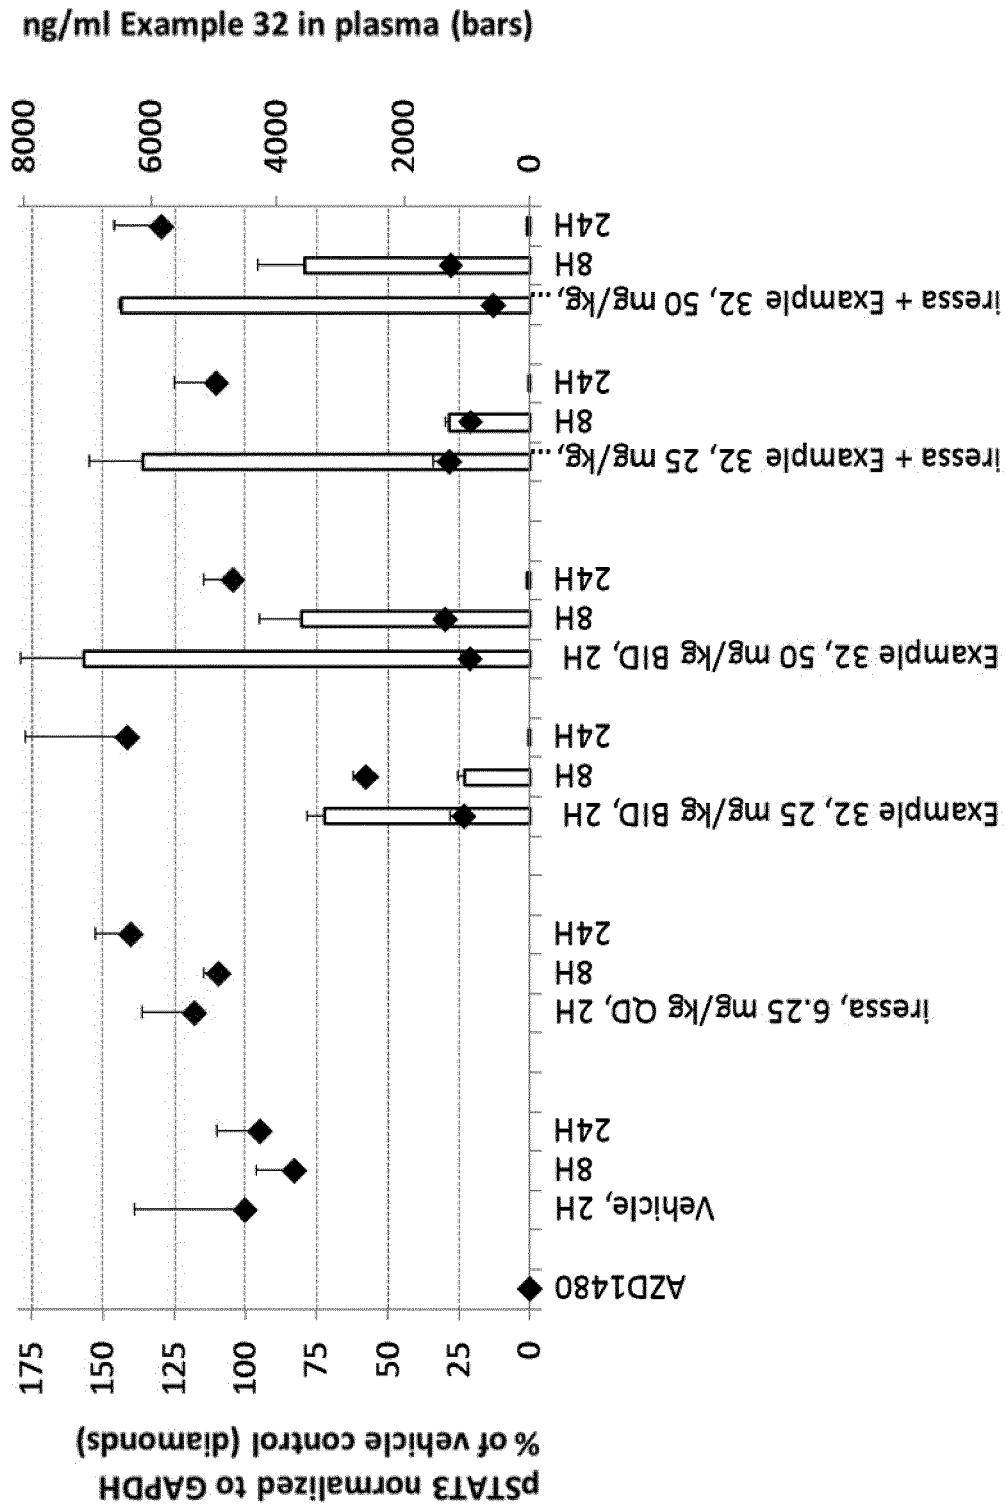 pSTAT3 normalized to GAPDH
% of vehicle control (diamonds)
175
150
125
100
75
50
25
0
AZD1480
Vehicle, 2H
8H
24H
iressa, 6.25 mg/kg QD, 2H
8H
24H
Example 32, 25 mg/kg BID, 2H
8H
24H
Example 32, 50 mg/kg BID, 2H
8H
24H
iressa + Example 32, 25 mg/kg,...
8H
24H
iressa + Example 32, 50 mg/kg,...
8H
24H
8000
6000
4000
2000
0
ng/ml Example 32 in plasma (bars)